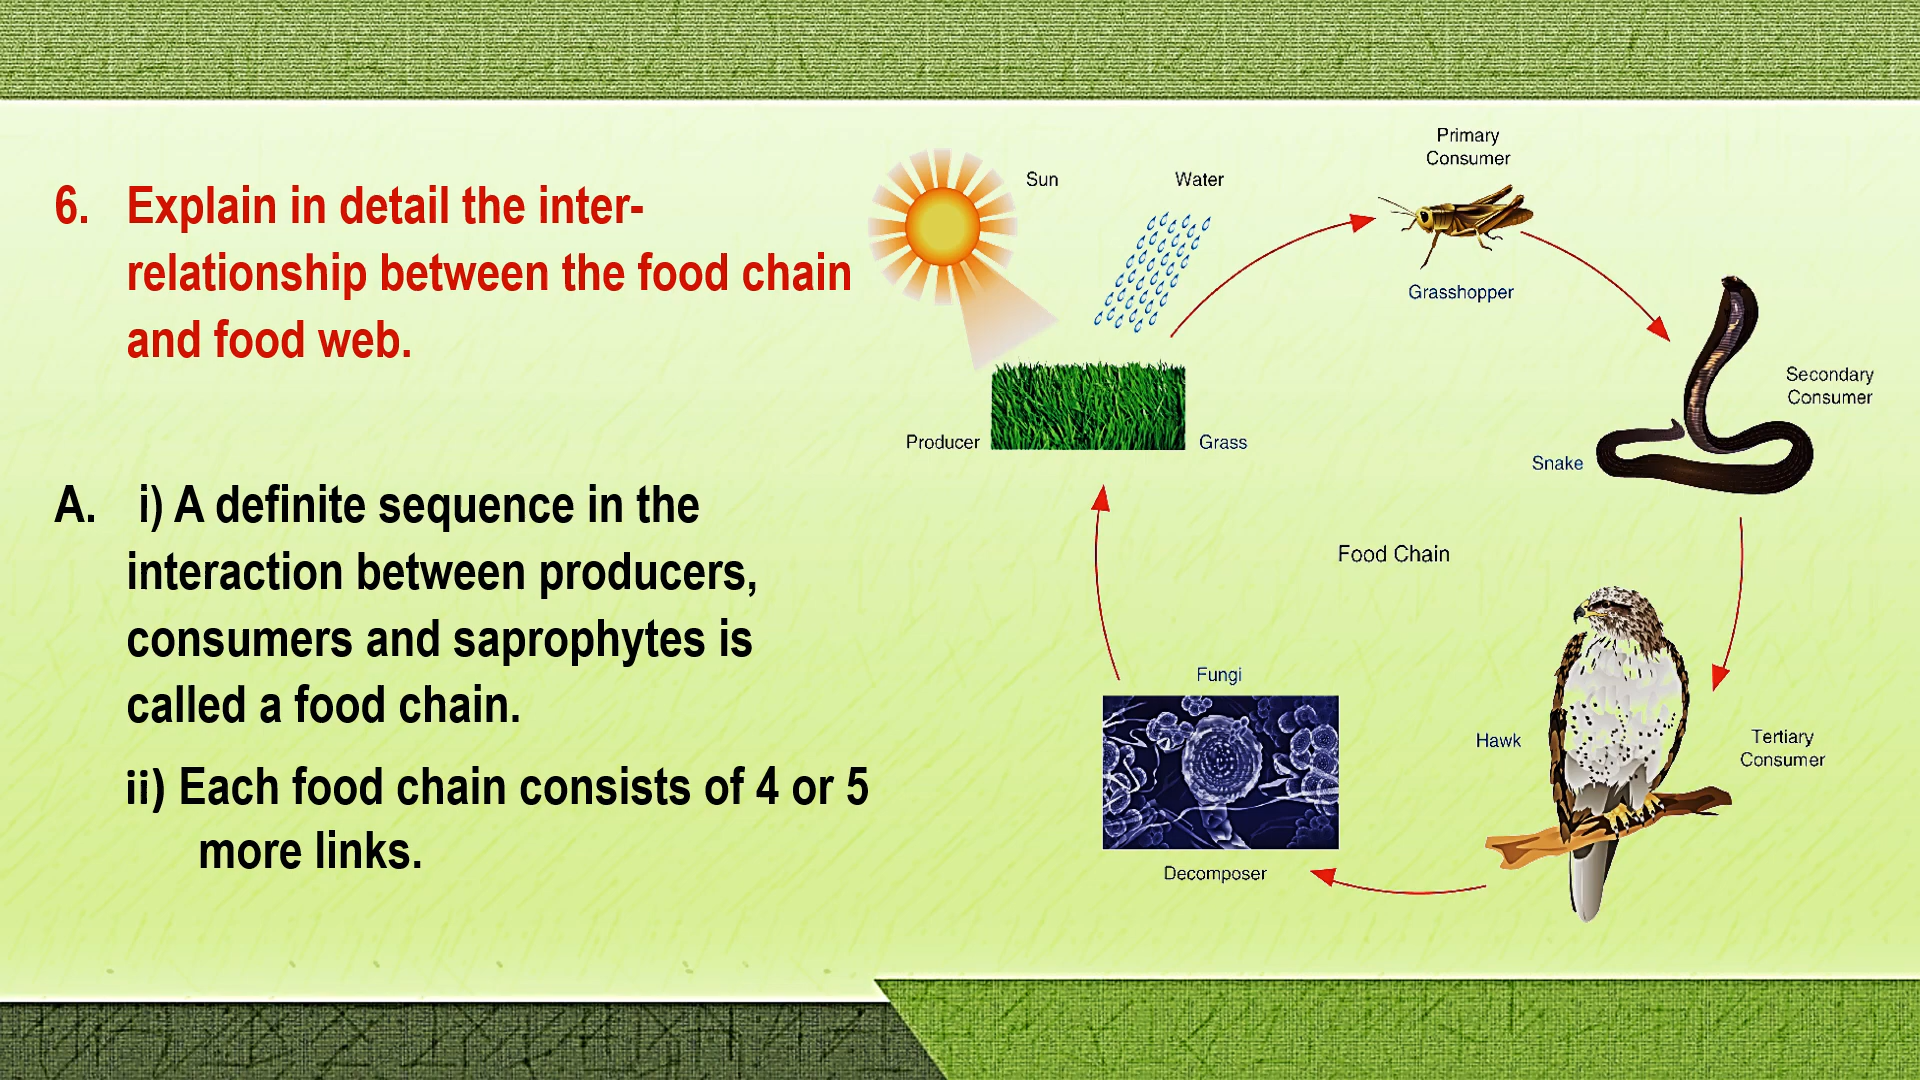 6. Explain in detail the inter-
relationship between the food chain
and food web.
A. i) A definite sequence in the
interaction between producers,
consumers and saprophytes is
called a food chain.
ii) Each food chain consists of 4 or 5
more links.
Sun
Water
Primary
Consumer
Grasshopper
Secondary
Consumer
Snake
Producer
Grass
Food Chain
Fungi
Hawk
Tertiary
Consumer
Decomposer